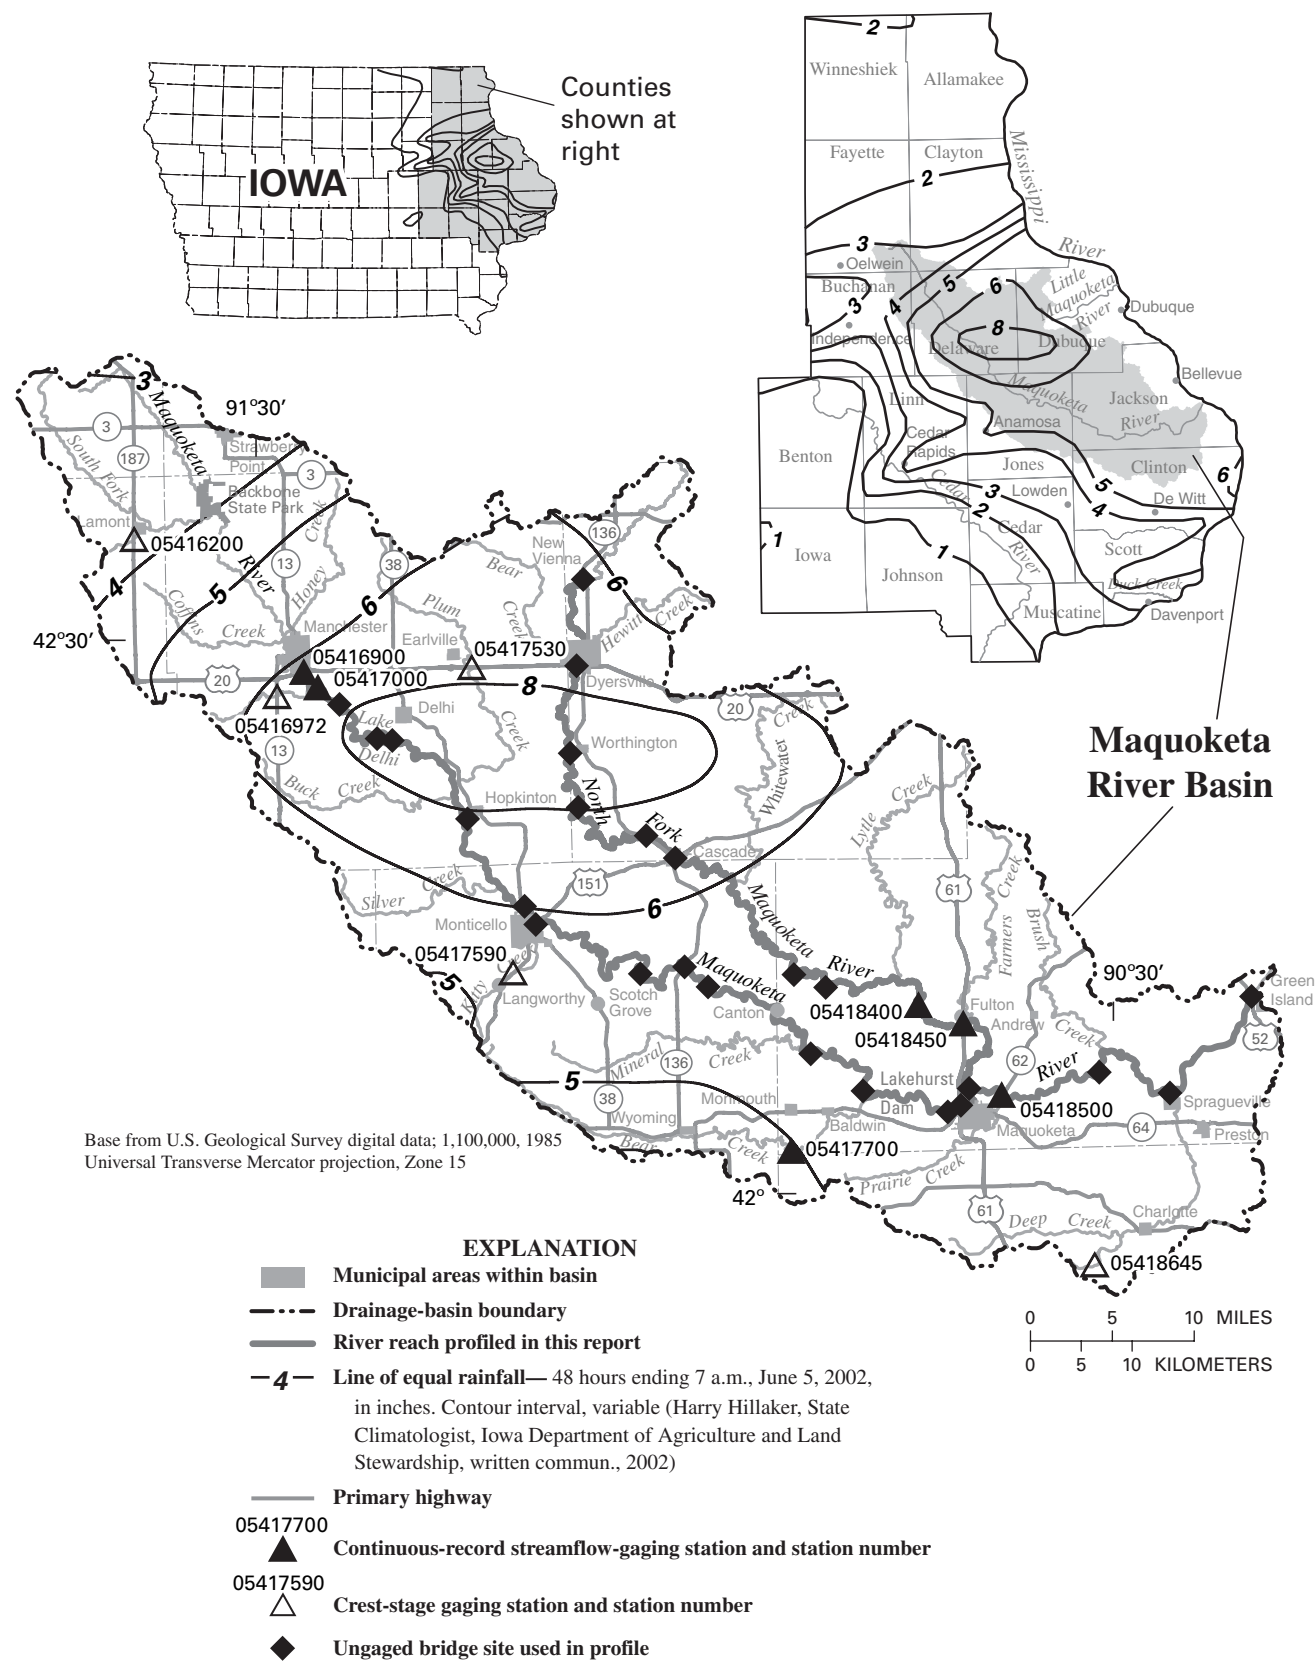 IOWA
Counties
shown at
right
2
Winneshiek
Allamakee
Fayette
Clayton
2
Mississippi
River
3
Oelwein
Buchanan
3
4
5
6
8
Little
Maquoketa
River
Dubuque
Independence
Delaware
Dubuque
Bellevue
Linn
Maquoketa
River
Jackson
Anamosa
Cedar
Rapids
Benton
Jones
Clinton
6
5
4
3
2
Lowden
De Witt
Cedar
River
Cedar
Scott
1
Iowa
1
Johnson
Duck Creek
Muscatine
Davenport
Maquoketa
River Basin
3
91°30′
3
187
South Fork
Maquoketa
River
Strawberry
Point
3
Backbone
State Park
Lamont
05416200
13
Honey
Creek
38
4
5
6
Coffins
Creek
42°30′
Manchester
Bear
Creek
Plum
Creek
New
Vienna
136
6
Hewitt
Creek
Earlville
05417530
05416900
20
05417000
Dyersville
8
20
05416972
13
Lake
Delhi
Delhi
Worthington
Creek
Whitewater
Buck
Creek
Hopkinton
North
Fork
Maquoketa
River
Cascade
Lytle
Creek
61
151
Silver
Creek
6
Monticello
05417590
5
Kitty
Creek
Langworthy
Scotch
Grove
Maquoketa
River
Canton
05418400
05418450
Fulton
Andrew
Farmers
Creek
Brush
Creek
90°30′
Green
Island
52
62
Mineral
Creek
136
5
38
Lakehurst
Dam
Monmouth
Baldwin
Wyoming
Bear
Creek
05417700
05418500
Maquoketa
Spragueville
64
Preston
Prairie
Creek
42°
61
Deep
Creek
Charlotte
05418645
Base from U.S. Geological Survey digital data; 1,100,000, 1985
Universal Transverse Mercator projection, Zone 15
0 5 10 MILES
0 5 10 KILOMETERS
EXPLANATION
Municipal areas within basin
Drainage-basin boundary
River reach profiled in this report
4 Line of equal rainfall— 48 hours ending 7 a.m., June 5, 2002,
in inches. Contour interval, variable (Harry Hillaker, State
Climatologist, Iowa Department of Agriculture and Land
Stewardship, written commun., 2002)
Primary highway
05417700
Continuous-record streamflow-gaging station and station number
05417590
Crest-stage gaging station and station number
Ungaged bridge site used in profile